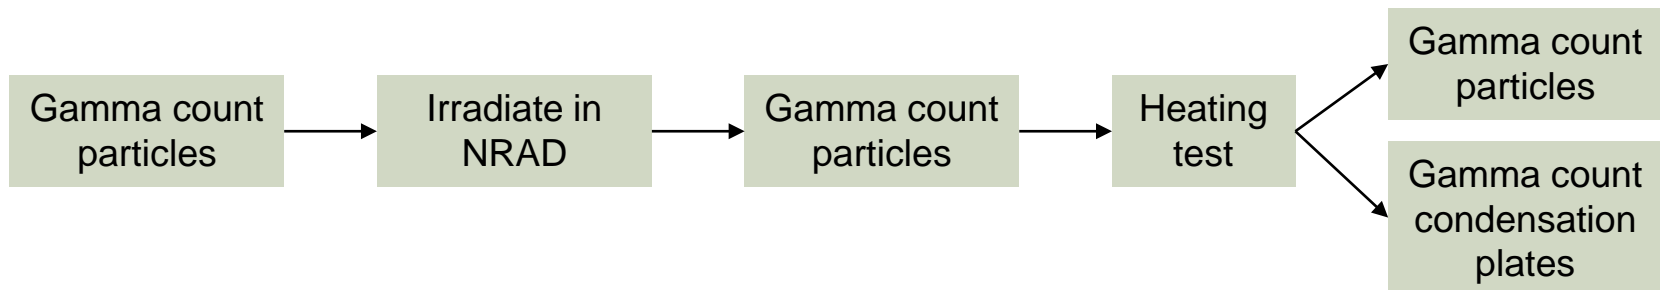 Gamma count
particles
Irradiate in
NRAD
Gamma count
particles
Heating
test
Gamma count
particles
Gamma count
condensation
plates